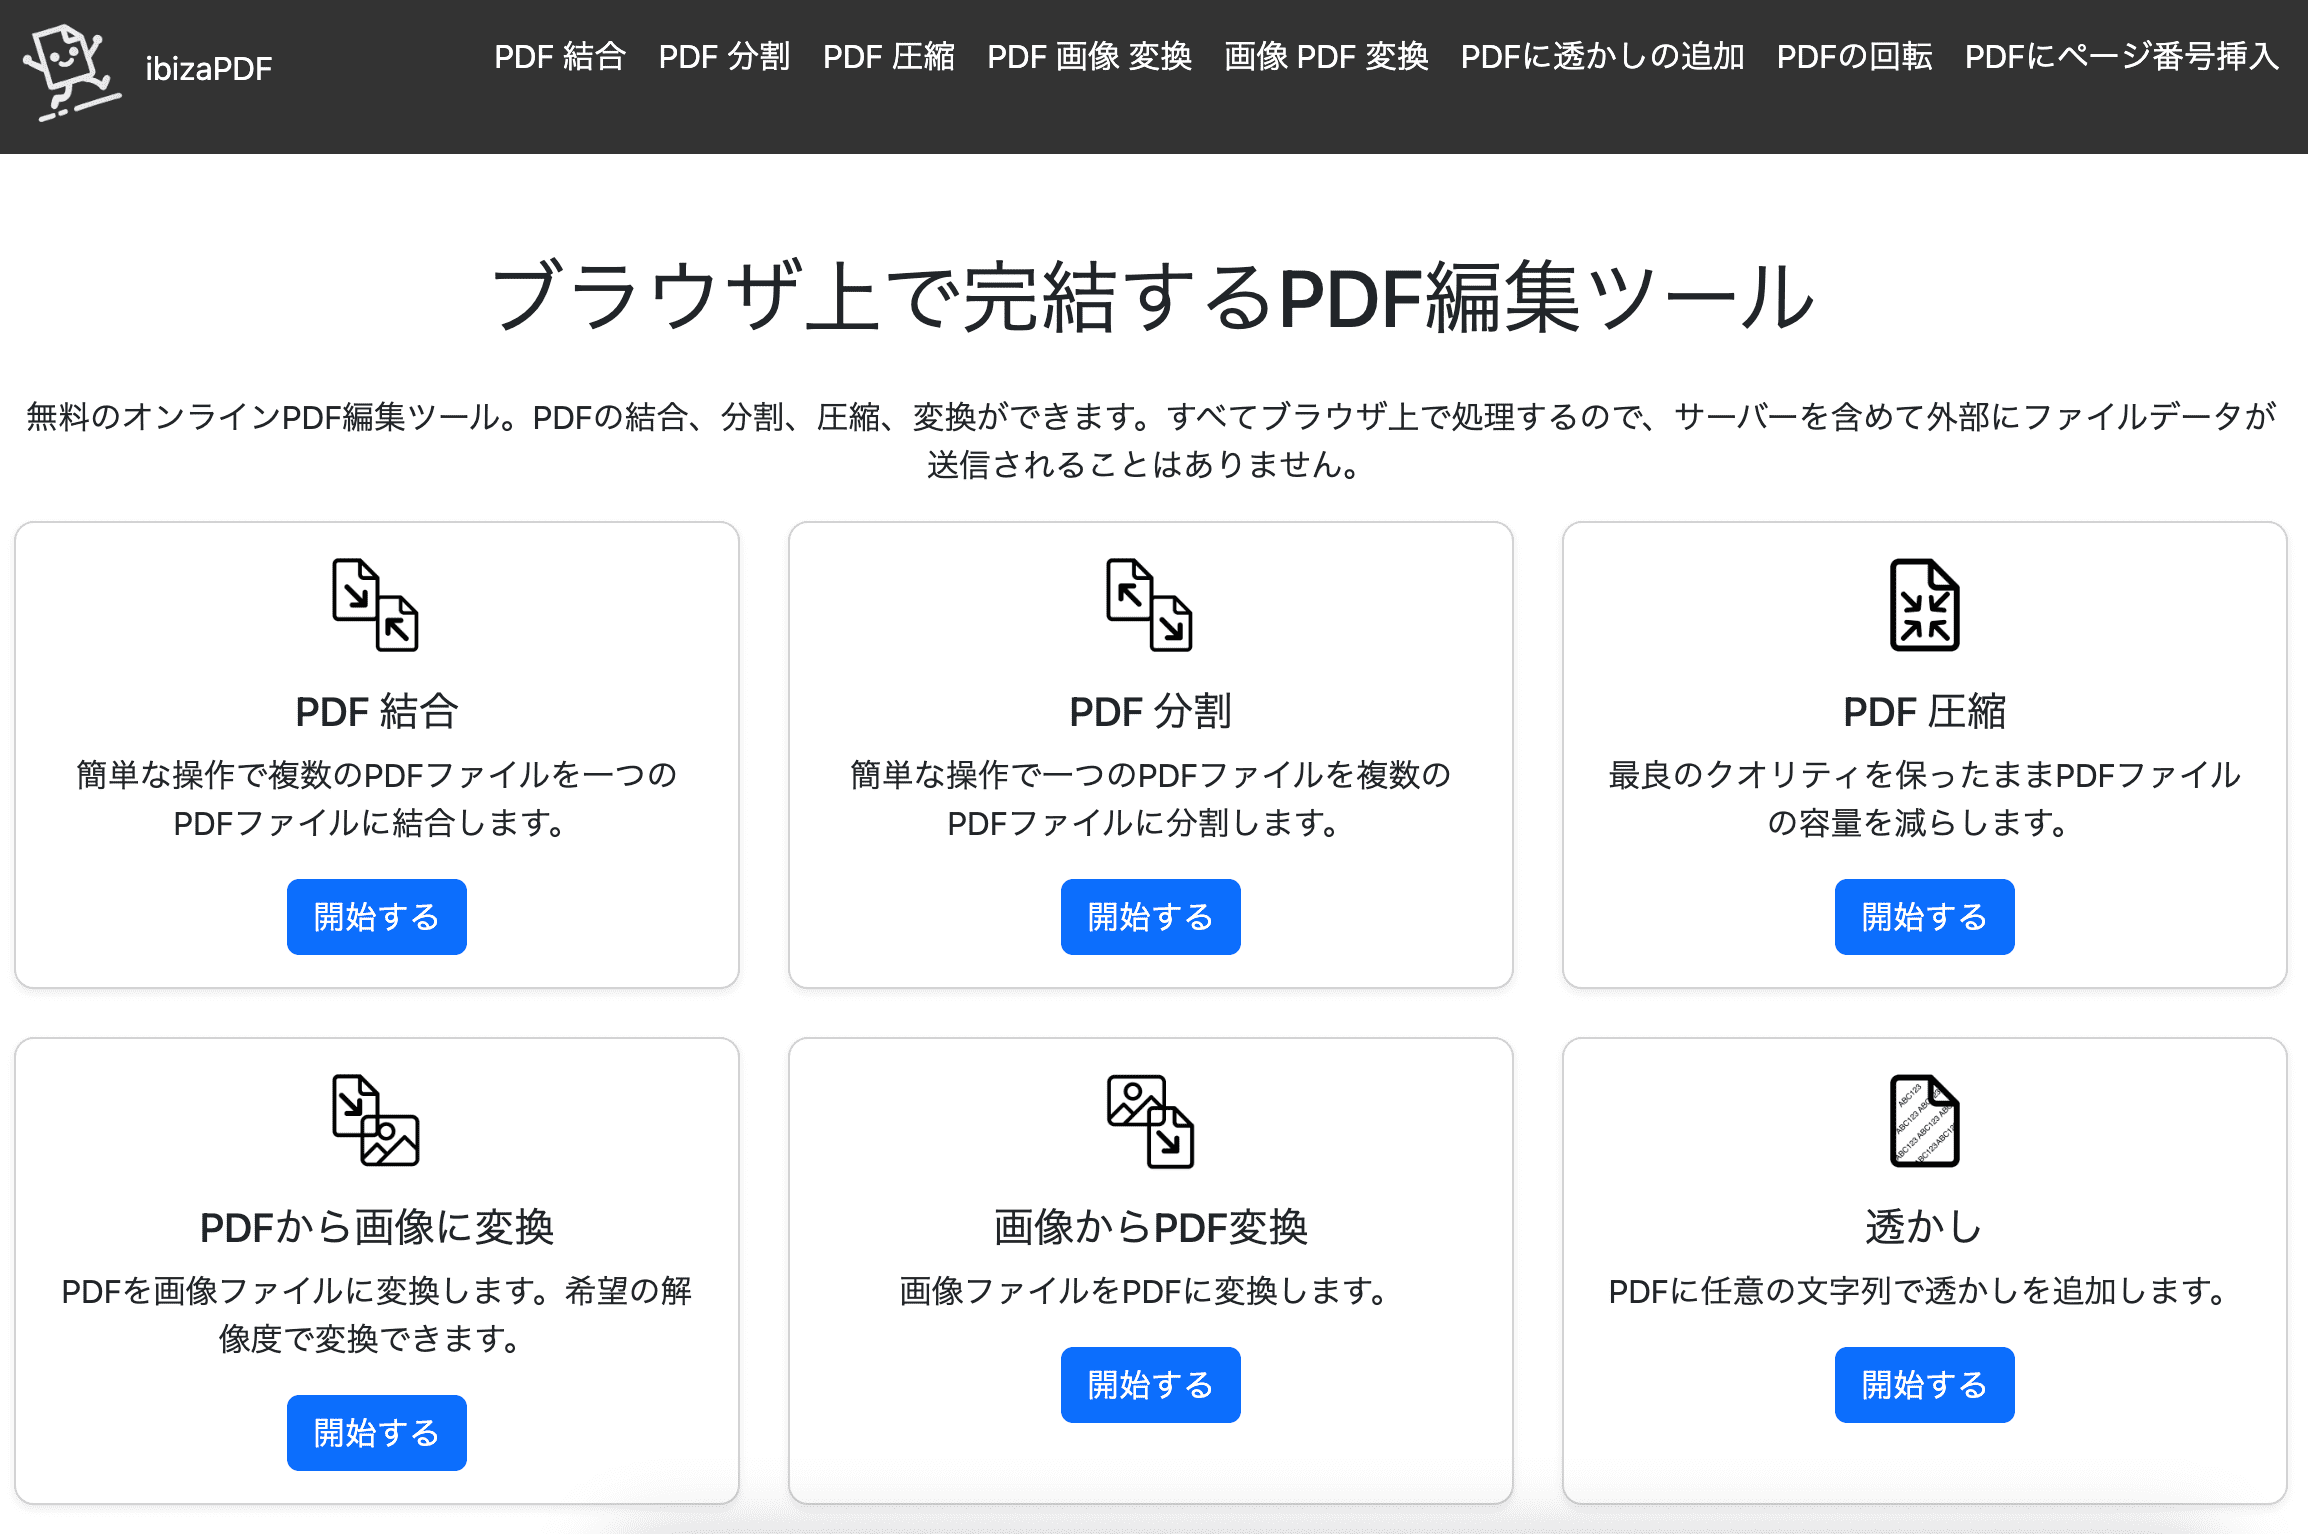 ibizaPDF
PDF 結合 PDF 分割 PDF 圧縮 PDF 画像 変換 画像 PDF 変換 PDFに透かしの追加 PDFの回転 PDFにページ番号挿入
ブラウザ上で完結するPDF編集ツール
無料のオンラインPDF編集ツール。PDFの結合、分割、圧縮、変換ができます。すべてブラウザ上で処理するので、サーバーを含めて外部にファイルデータが
送信されることはありません。
PDF 結合
簡単な操作で複数のPDFファイルを一つの
PDFファイルに結合します。
開始する
PDF 分割
簡単な操作で一つのPDFファイルを複数の
PDFファイルに分割します。
開始する
PDF 圧縮
最良のクオリティを保ったままPDFファイル
の容量を減らします。
開始する
PDFから画像に変換
PDFを画像ファイルに変換します。希望の解
像度で変換できます。
開始する
画像からPDF変換
画像ファイルをPDFに変換します。
開始する
ABC123
透かし
PDFに任意の文字列で透かしを追加します。
開始する